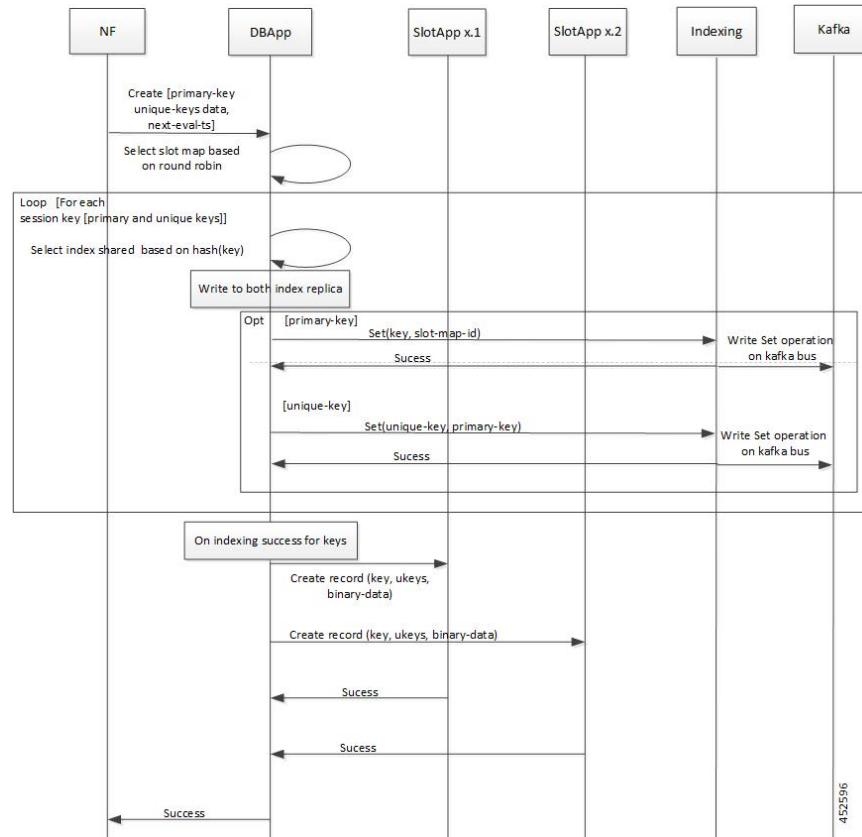 NF
DBApp
SlotApp x.1
SlotApp x.2
Indexing
Kafka
Create [primary-key
unique-keys data,
next-eval-ts]
Select slot map based
on round robin
Loop [For each
session key [primary and unique keys]]
Select index shared based on hash(key)
Write to both index replica
Opt [primary-key]
Set(key, slot-map-id)
Write Set operation
on kafka bus
Sucess
[unique-key]
Set(unique-key, primary-key)
Write Set operation
on kafka bus
Sucess
On indexing success for keys
Create record (key, ukeys,
binary-data)
Create record (key, ukeys, binary-data)
Sucess
Sucess
Success
452596